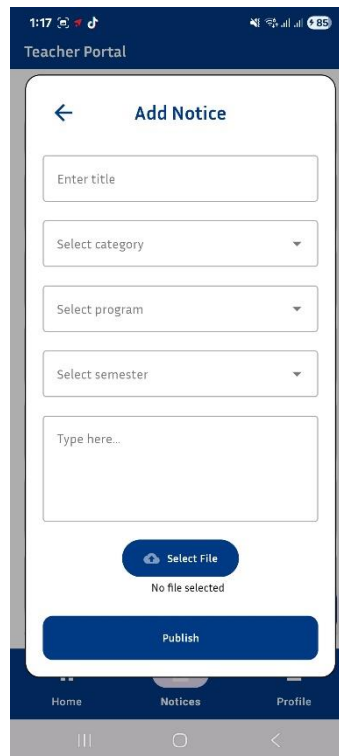 1:17 85
Teacher Portal
Add Notice
Enter title
Select category
Select program
Select semester
Type here...
Select File
No file selected
Publish
Home Notices Profile